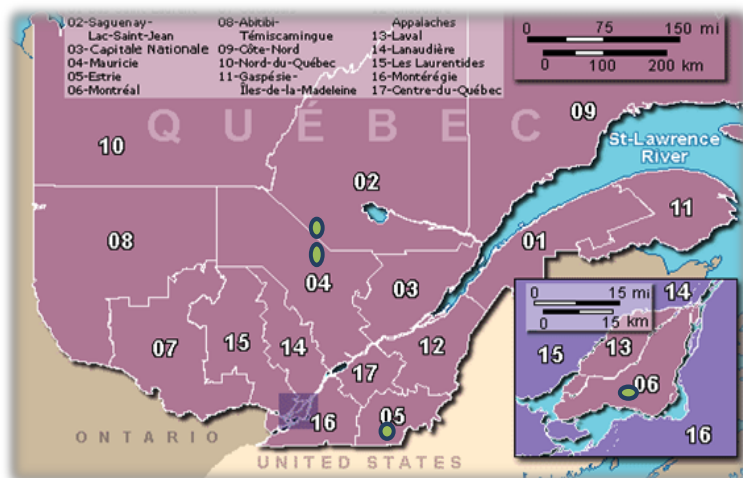 02-Saguenay-
Lac-Saint-Jean
03-Capitale Nationale
04-Mauricie
05-Estrie
06-Montréal
08-Abitibi-
Témiscamingue
09-Côte-Nord
10-Nord-du-Québec
11-Gaspésie-
Îles-de-la-Madeleine
Appalaches
13-Laval
14-Lanaudière
15-Les Laurentides
16-Montérégie
17-Centre-du-Québec
0 75 150 mi
0 100 200 km
QUÉBEC
09
10
St-Lawrence
River
02
11
08
01
04
03
07
15
14
12
17
05
16
ONTARIO
UNITED STATES
0 15 mi
0 15 km
14
13
15
06
16